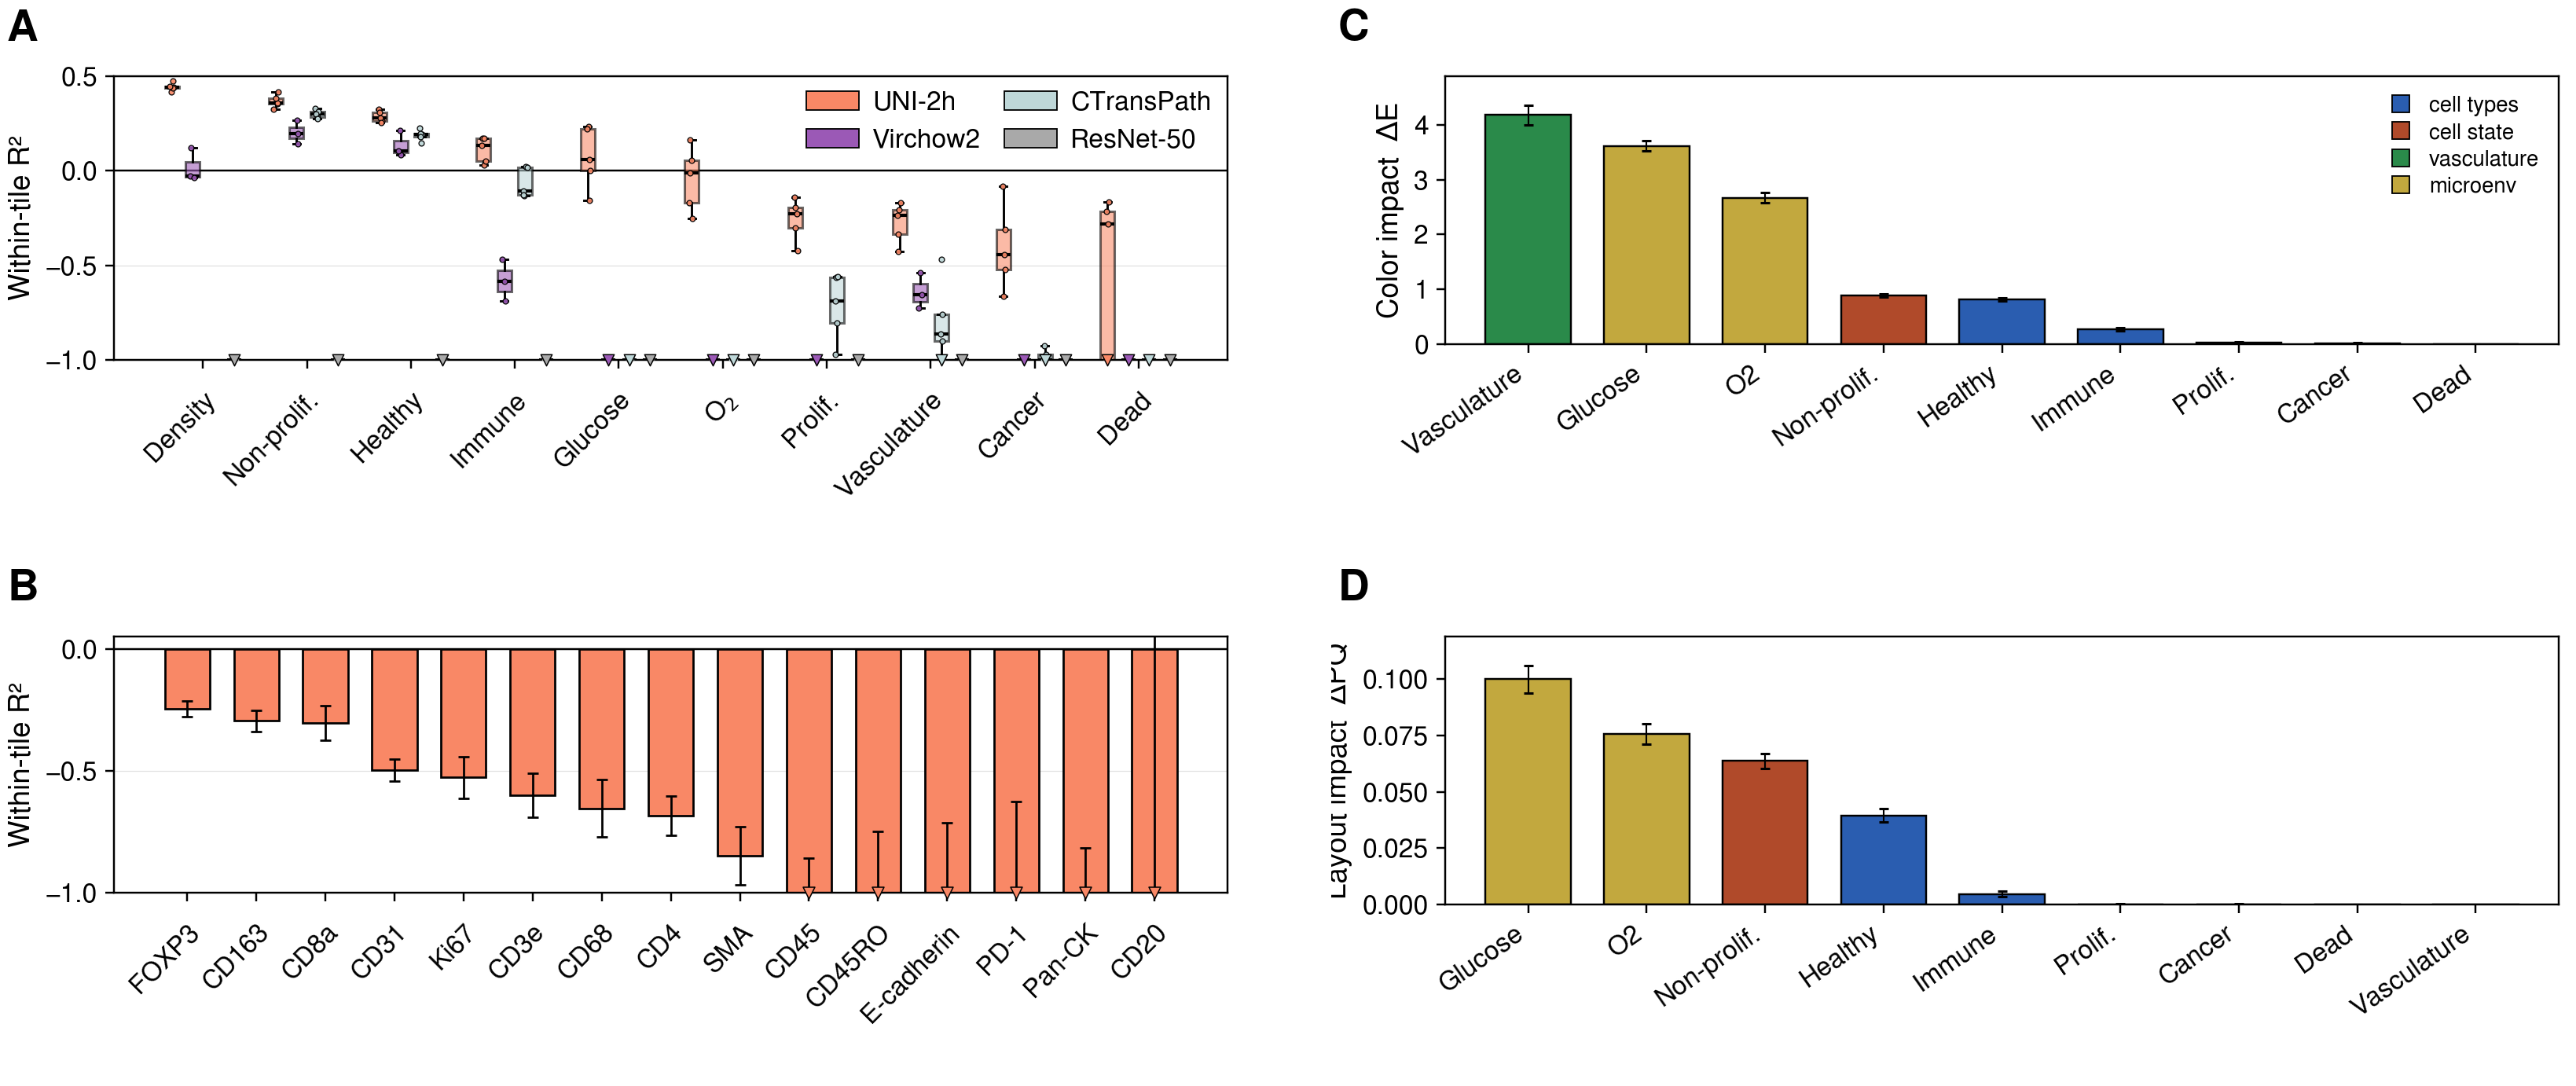 A
Within-tile R²
0.5
0.0
−0.5
−1.0
UNI-2h
Virchow2
CTransPath
ResNet-50
Density
Non-prolif.
Healthy
Immune
Glucose
O₂
Prolif.
Vasculature
Cancer
Dead
B
Within-tile R²
0.0
−0.5
−1.0
FOXP3
CD163
CD8a
CD31
Ki67
CD3e
CD68
CD4
SMA
CD45
CD45RO
E-cadherin
PD-1
Pan-CK
CD20
C
Color impact ΔE
4
3
2
1
0
cell types
cell state
vasculature
microenv
Vasculature
Glucose
O2
Non-prolif.
Healthy
Immune
Prolif.
Cancer
Dead
D
Layout impact ΔPQ
0.100
0.075
0.050
0.025
0.000
Glucose
O2
Non-prolif.
Healthy
Immune
Prolif.
Cancer
Dead
Vasculature